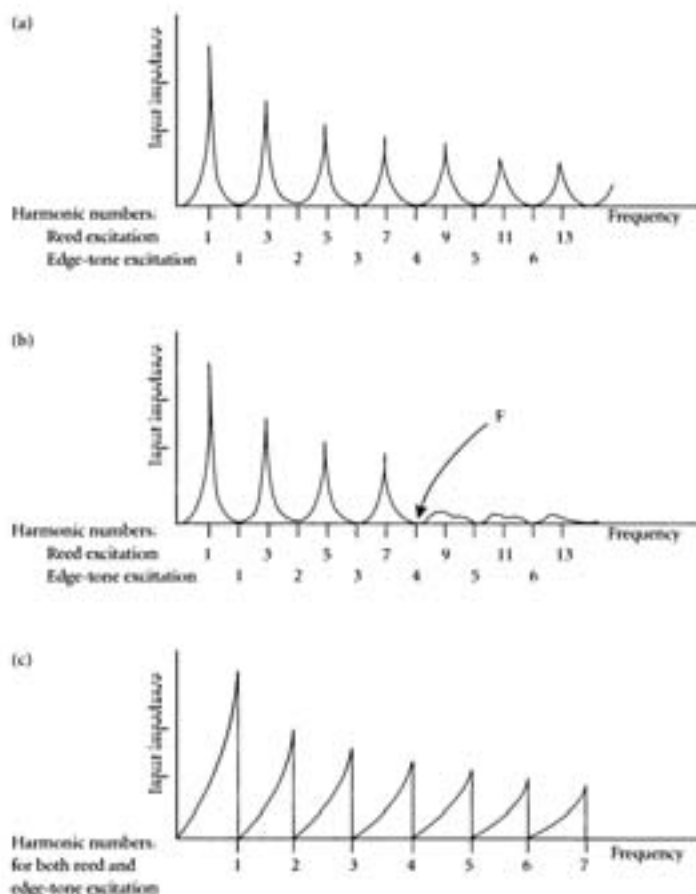 (a)
Input impedance
Harmonic numbers: Frequency
Reed excitation 1 3 5 7 9 11 13
Edge-tone excitation 1 2 3 4 5 6
(b)
Input impedance
F
Harmonic numbers: Frequency
Reed excitation 1 3 5 7 9 11 13
Edge-tone excitation 1 2 3 4 5 6
(c)
Input impedance
Harmonic numbers Frequency
for both reed and 1 2 3 4 5 6 7
edge-tone excitation